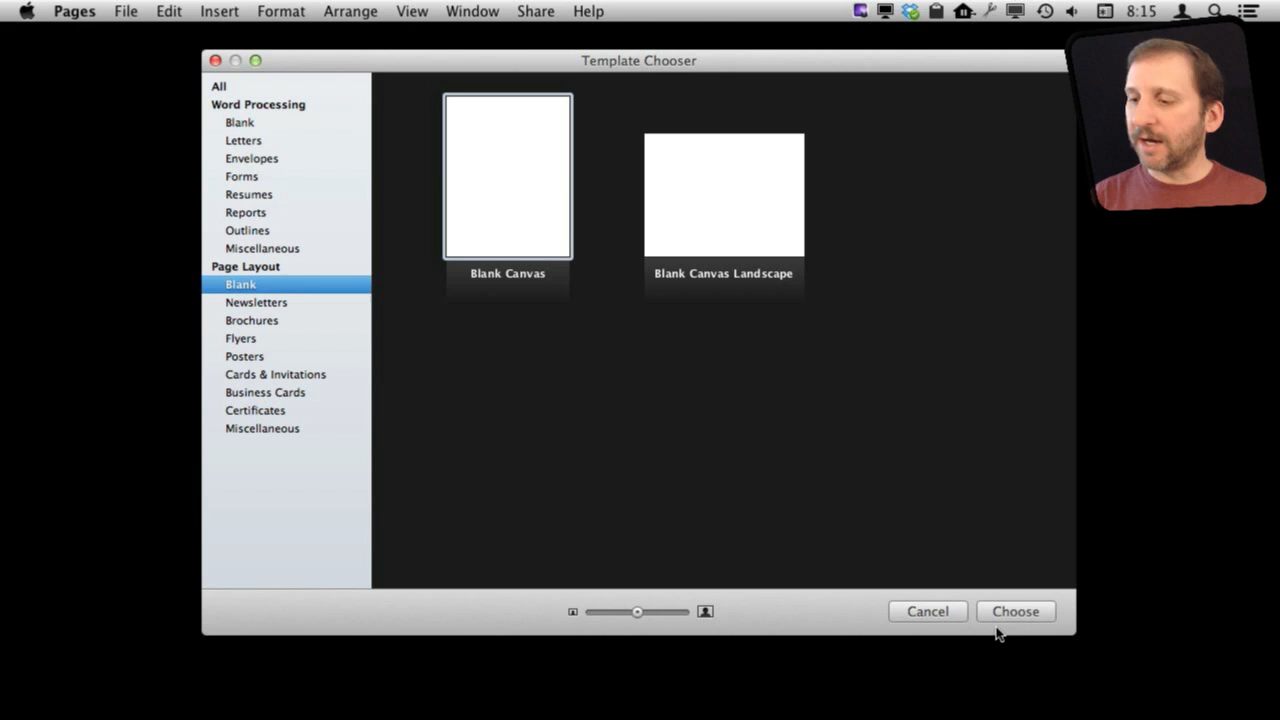 Pages File Edit Insert Format Arrange View Window Share Help 8:15
Template Chooser
All
Word Processing
Blank
Letters
Envelopes
Forms
Resumes
Reports
Outlines
Miscellaneous
Page Layout
Blank
Newsletters
Brochures
Flyers
Posters
Cards & Invitations
Business Cards
Certificates
Miscellaneous
Blank Canvas
Blank Canvas Landscape
Cancel
Choose